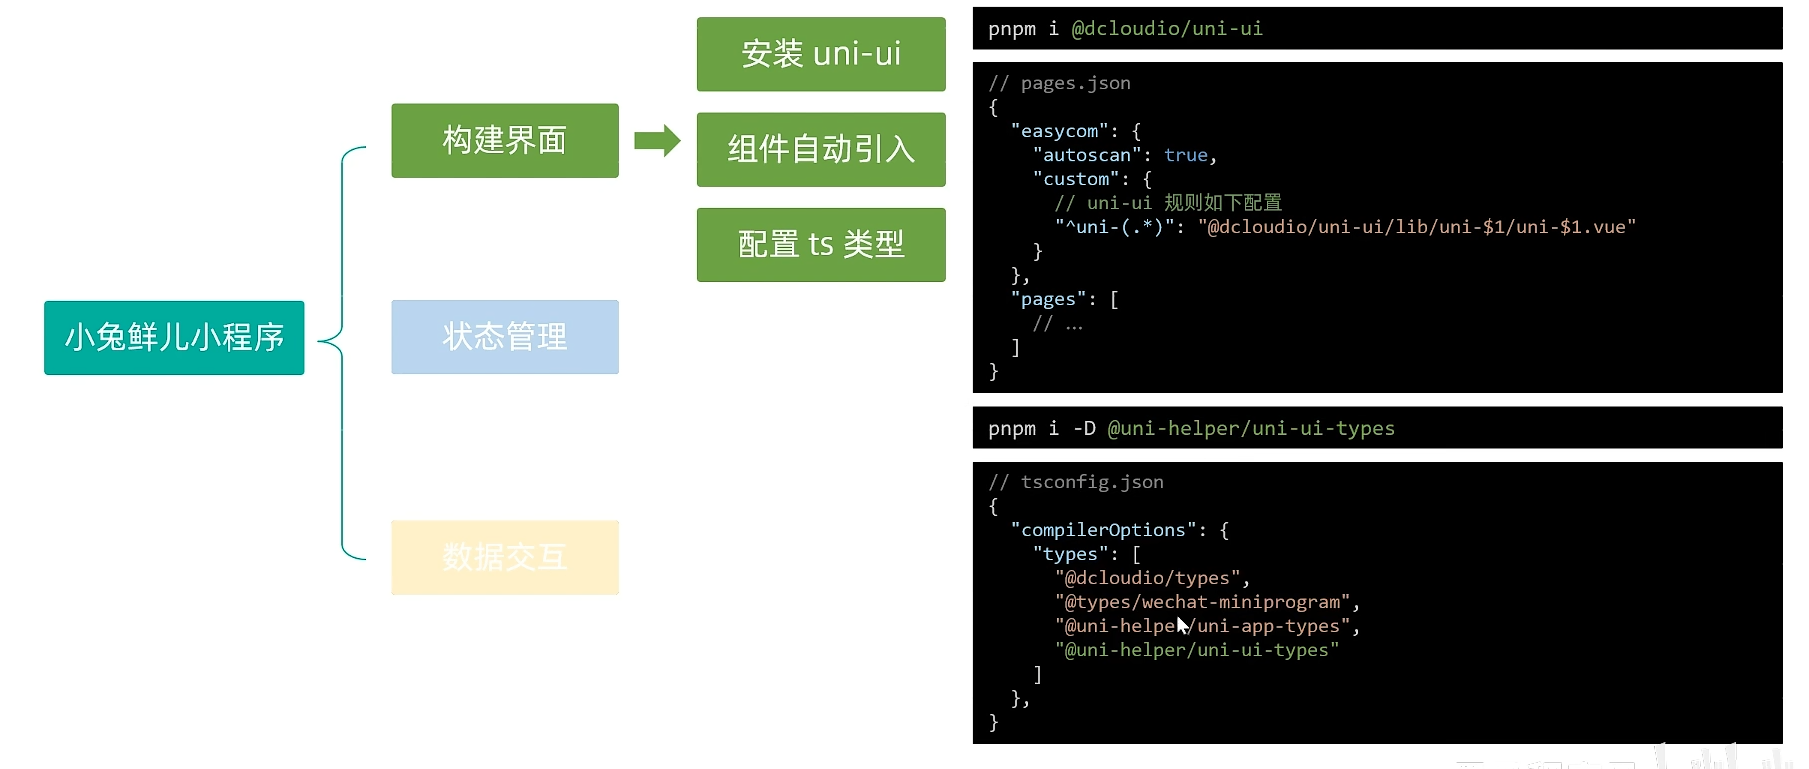 小兔鲜儿小程序
构建界面
状态管理
数据交互
安装 uni-ui
组件自动引入
配置 ts 类型
pnpm i @dcloudio/uni-ui
// pages.json
{
"easycom": {
"autoscan": true,
"custom": {
// uni-ui 规则如下配置
"^uni-(.*)": "@dcloudio/uni-ui/lib/uni-$1/uni-$1.vue"
}
},
"pages": [
// …
]
}
pnpm i -D @uni-helper/uni-ui-types
// tsconfig.json
{
"compilerOptions": {
"types": [
"@dcloudio/types",
"@types/wechat-miniprogram",
"@uni-helper/uni-app-types",
"@uni-helper/uni-ui-types"
]
},
}